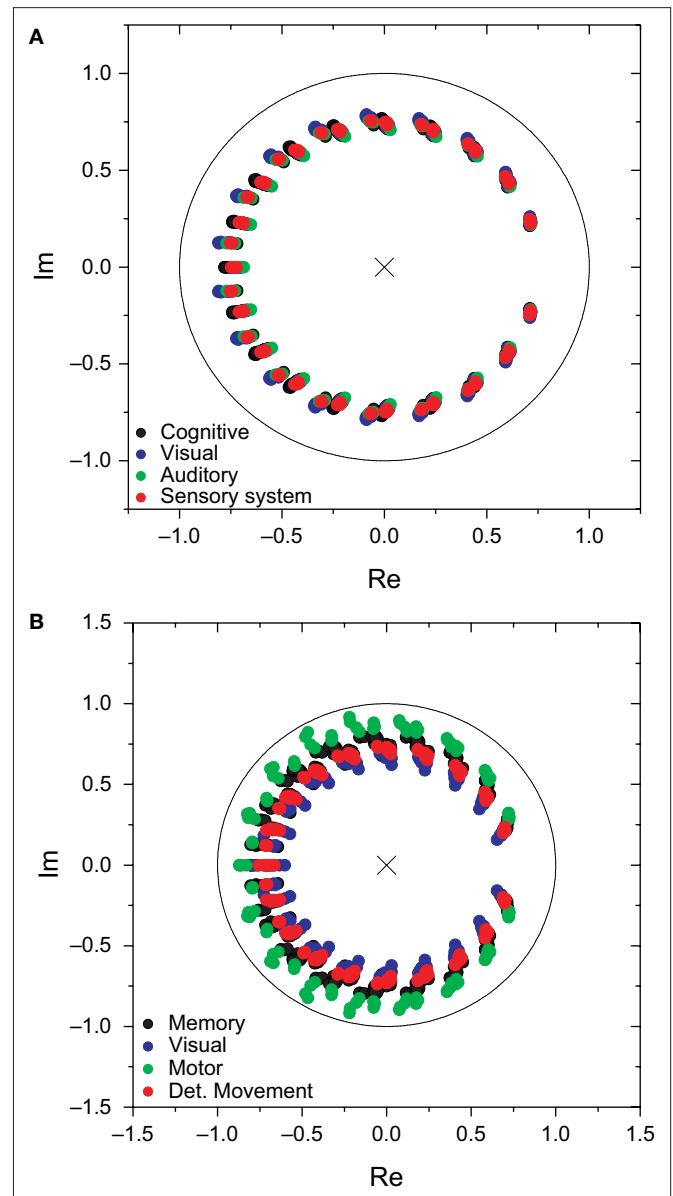 A
1.0
0.5
0.0
−0.5
−1.0
Im
Cognitive
Visual
Auditory
Sensory system
−1.0 −0.5 0.0 0.5 1.0
Re
B
1.5
1.0
0.5
0.0
−0.5
−1.0
−1.5
Im
Memory
Visual
Motor
Det. Movement
−1.5 −1.0 −0.5 0.0 0.5 1.0 1.5
Re